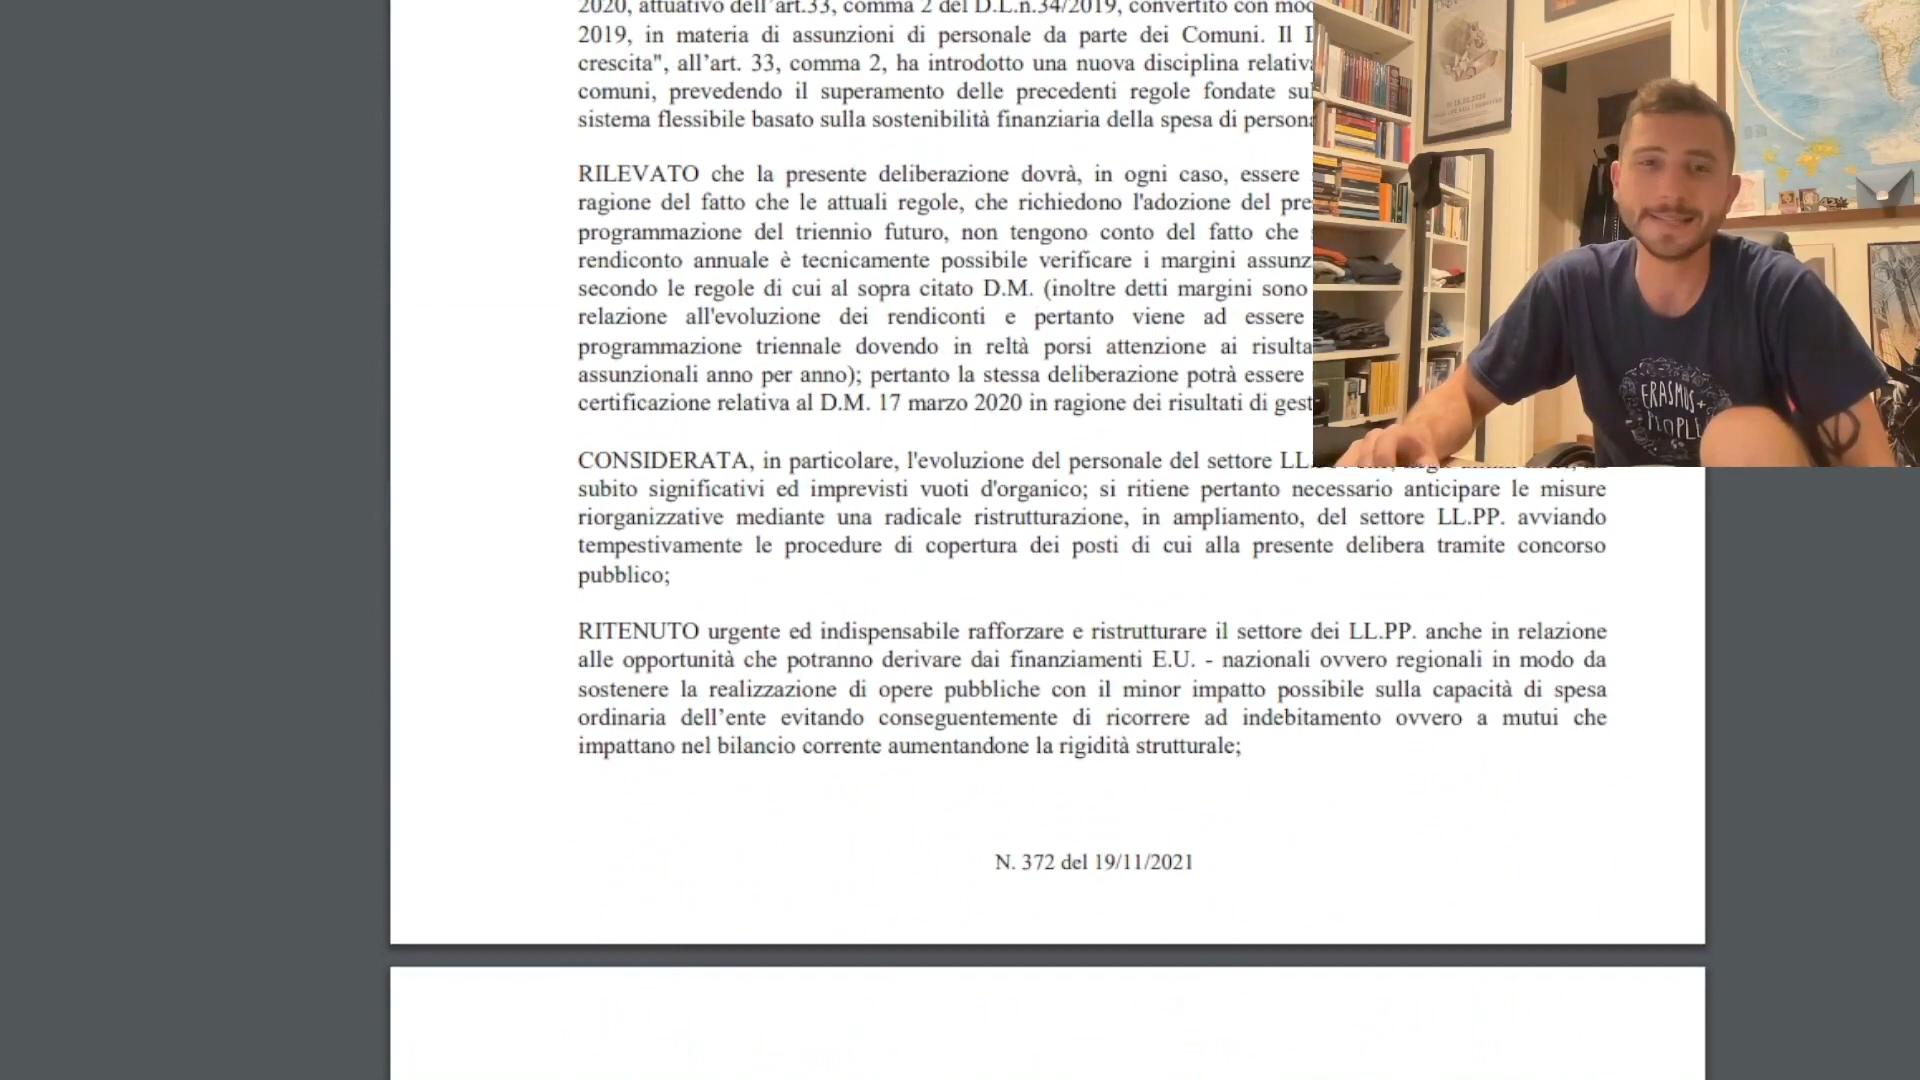 2020, attuativo dell'art.33, comma 2 del D.L.n.34/2019, convertito con
2019, in materia di assunzioni di personale da parte dei Comuni. Il
crescita", all'art. 33, comma 2, ha introdotto una nuova disciplina
comuni, prevedendo il superamento delle precedenti regole fondate
sistema flessibile basato sulla sostenibilità finanziaria della spesa di
RILEVATO che la presente deliberazione dovrà, in ogni caso, essere
ragione del fatto che le attuali regole, che richiedono l'adozione del
programmazione del triennio futuro, non tengono conto del fatto che
rendiconto annuale è tecnicamente possibile verificare i margini
secondo le regole di cui al sopra citato D.M. (inoltre detti margini sono
relazione all'evoluzione dei rendiconti e pertanto viene ad essere
programmazione triennale dovendo in reltà porsi attenzione ai
assunzionali anno per anno); pertanto la stessa deliberazione potrà essere
certificazione relativa al D.M. 17 marzo 2020 in ragione dei risultati di
CONSIDERATA, in particolare, l'evoluzione del personale del settore
subito significativi ed imprevisti vuoti d'organico; si ritiene pertanto necessario anticipare le misure
riorganizzative mediante una radicale ristrutturazione, in ampliamento, del settore LL.PP. avviando
tempestivamente le procedure di copertura dei posti di cui alla presente delibera tramite concorso
pubblico;
RITENUTO urgente ed indispensabile rafforzare e ristrutturare il settore dei LL.PP. anche in relazione
alle opportunità che potranno derivare dai finanziamenti E.U. - nazionali ovvero regionali in modo da
sostenere la realizzazione di opere pubbliche con il minor impatto possibile sulla capacità di spesa
ordinaria dell'ente evitando conseguentemente di ricorrere ad indebitamento ovvero a mutui che
impattano nel bilancio corrente aumentandone la rigidità strutturale;
N. 372 del 19/11/2021
ERASMUS+
PEOPLE